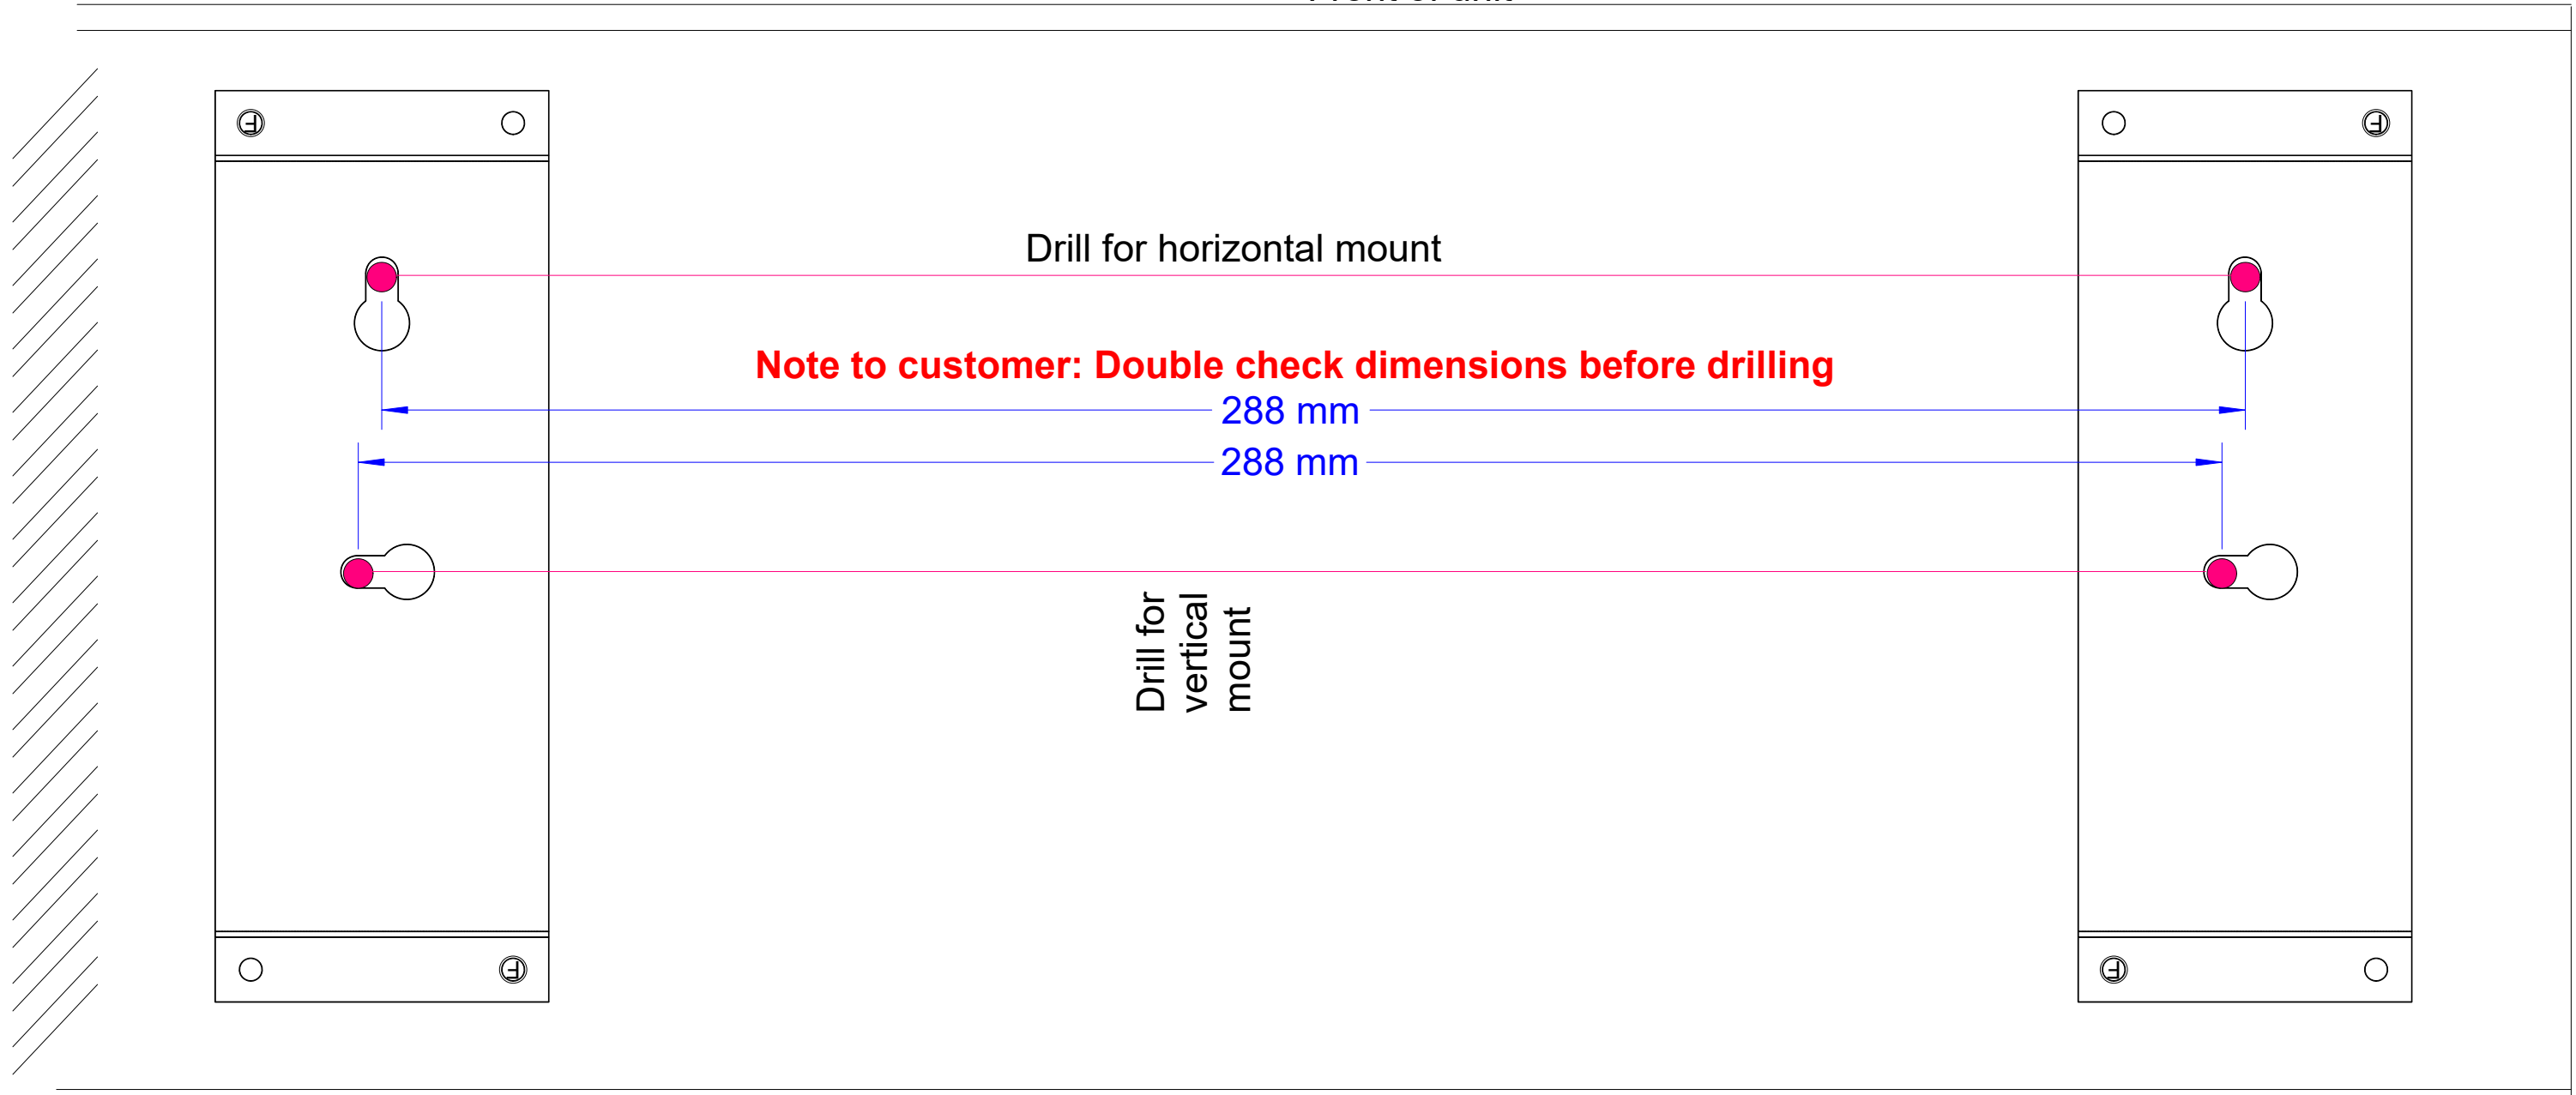 Drill for horizontal mount
Note to customer: Double check dimensions before drilling
288 mm
288 mm
Drill for
vertical
mount